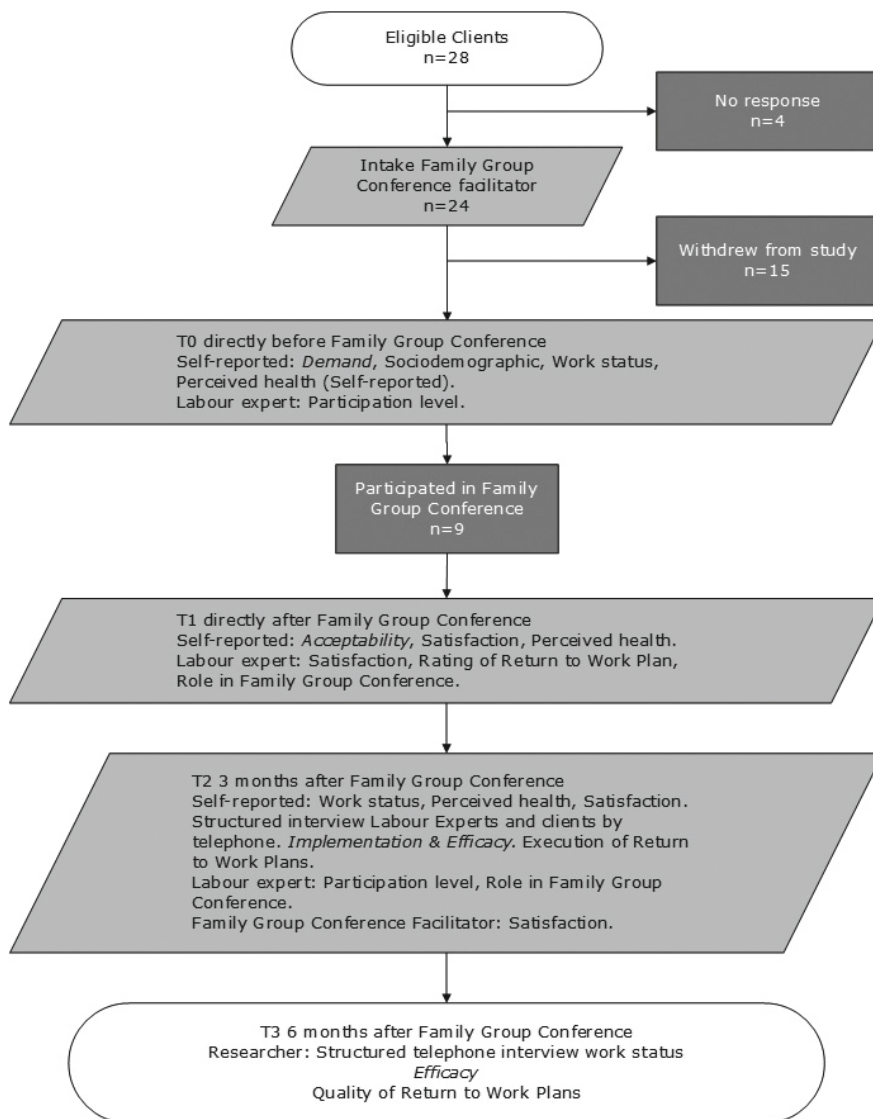 Eligible Clients
n=28
No response
n=4
Intake Family Group
Conference facilitator
n=24
Withdrew from study
n=15
T0 directly before Family Group Conference
Self-reported: Demand, Sociodemographic, Work status,
Perceived health (Self-reported).
Labour expert: Participation level.
Participated in Family
Group Conference
n=9
T1 directly after Family Group Conference
Self-reported: Acceptability, Satisfaction, Perceived health.
Labour expert: Satisfaction, Rating of Return to Work Plan,
Role in Family Group Conference.
T2 3 months after Family Group Conference
Self-reported: Work status, Perceived health, Satisfaction.
Structured interview Labour Experts and clients by
telephone. Implementation & Efficacy. Execution of Return
to Work Plans.
Labour expert: Participation level, Role in Family Group
Conference.
Family Group Conference Facilitator: Satisfaction.
T3 6 months after Family Group Conference
Researcher: Structured telephone interview work status
Efficacy
Quality of Return to Work Plans